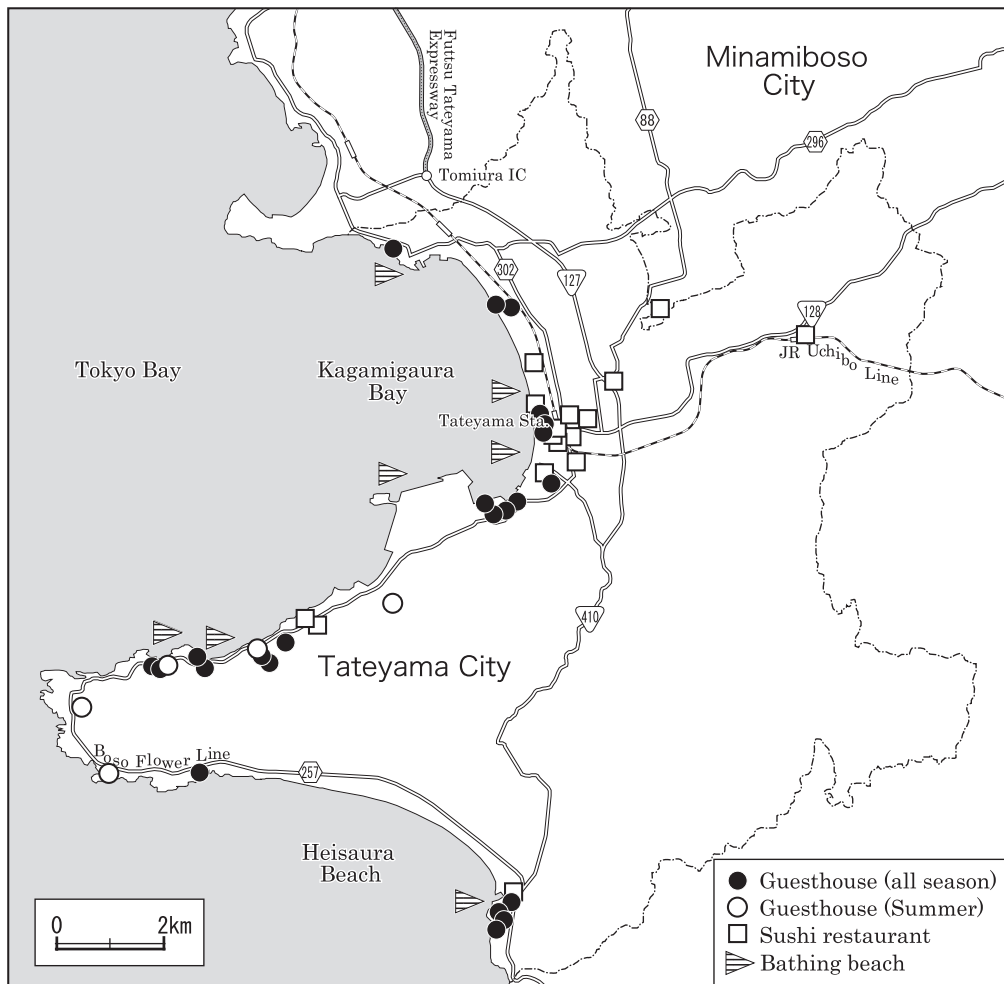 Futtsu Tateyama
Expressway
Minamiboso
City
88
296
Tomiura IC
302
127
128
JR Uchibo Line
Tokyo Bay
Kagamigaura
Bay
Tateyama Sta.
410
Tateyama City
Boso Flower Line
257
Heisaura
Beach
0 2km
Guesthouse (all season)
Guesthouse (Summer)
Sushi restaurant
Bathing beach